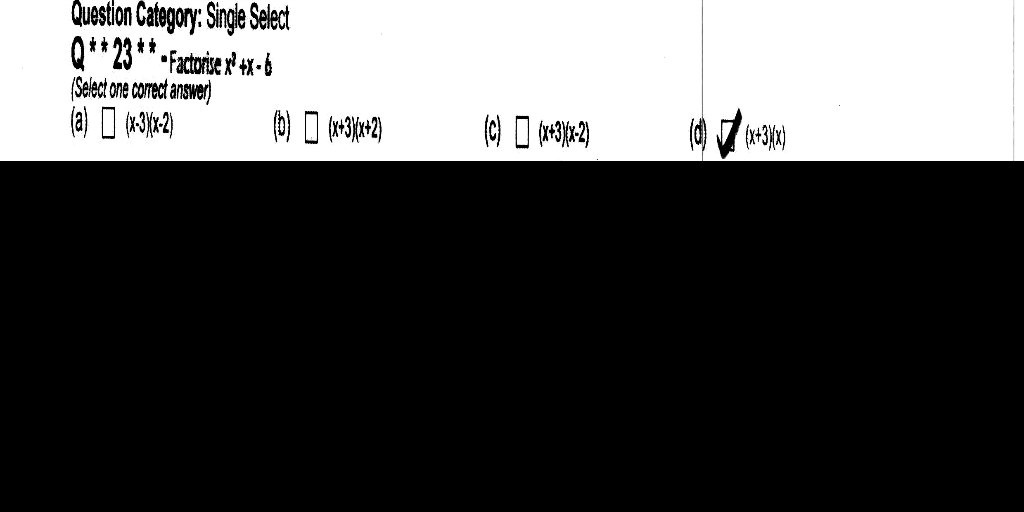 Question Category: Single Select
Q * * 23 * * - Factorise x² +x - 6
(Select one correct answer)
(a) ☐ (x-3)(x-2) (b) ☐ (x+3)(x+2) (c) ☐ (x+3)(x-2) (d) ☑ (x+3)(x)